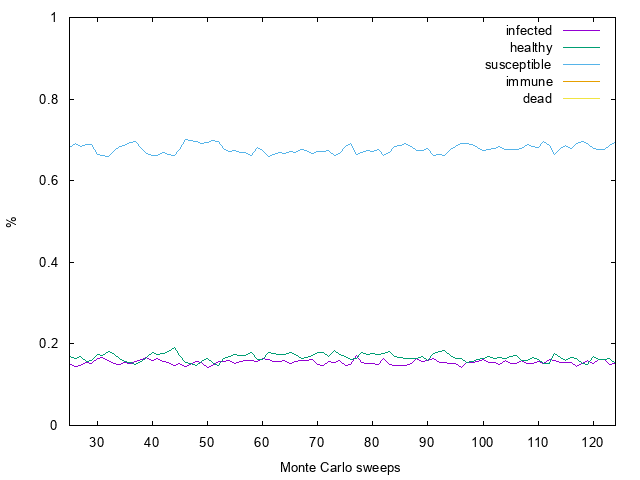 1
0.8
0.6
0.4
0.2
0
%
infected
healthy
susceptible
immune
dead
30 40 50 60 70 80 90 100 110 120
Monte Carlo sweeps